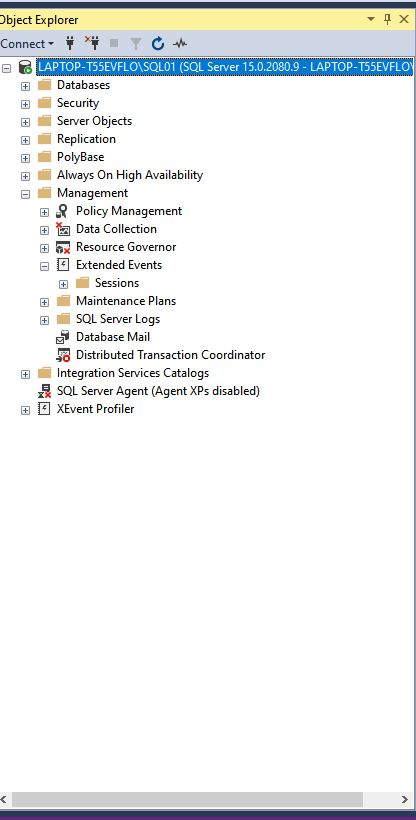 Object Explorer
Connect
LAPTOP-T55EVFLO\SQL01 (SQL Server 15.0.2080.9 - LAPTOP-T55EVFLO\
Databases
Security
Server Objects
Replication
PolyBase
Always On High Availability
Management
Policy Management
Data Collection
Resource Governor
Extended Events
Sessions
Maintenance Plans
SQL Server Logs
Database Mail
Distributed Transaction Coordinator
Integration Services Catalogs
SQL Server Agent (Agent XPs disabled)
XEvent Profiler